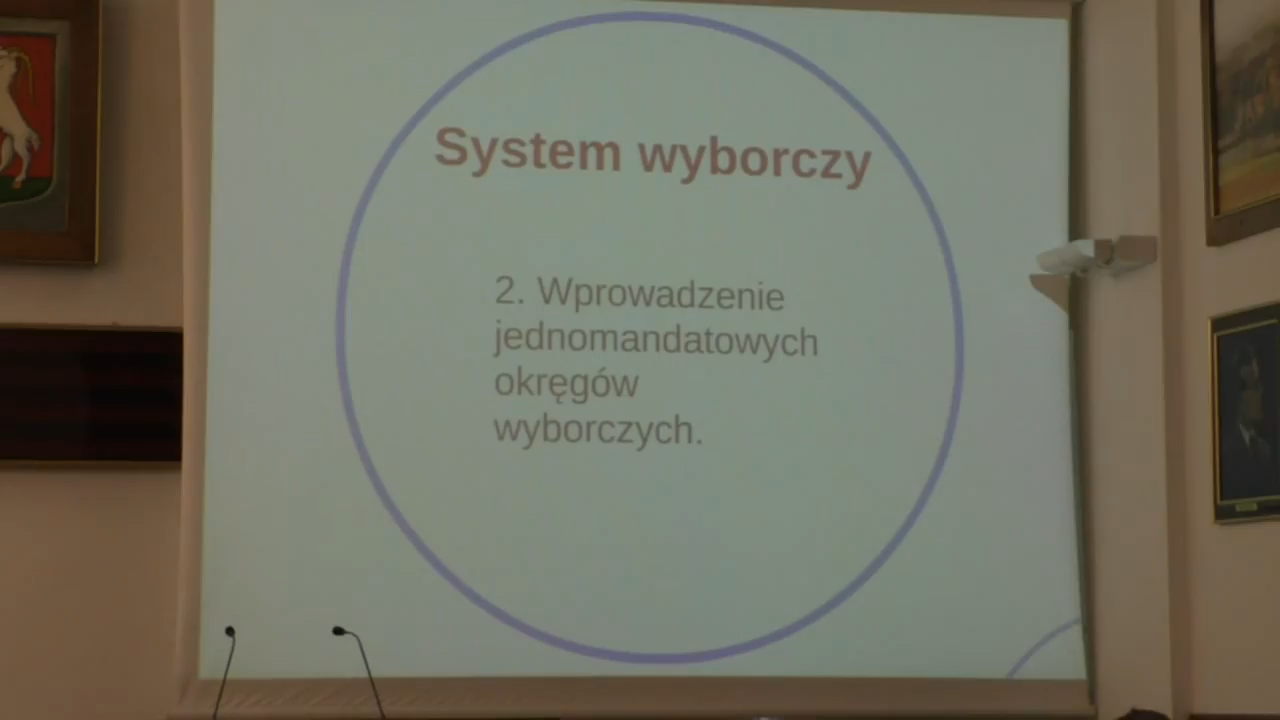 System wyborczy
2. Wprowadzenie
jednomandatowych
okręgów
wyborczych.